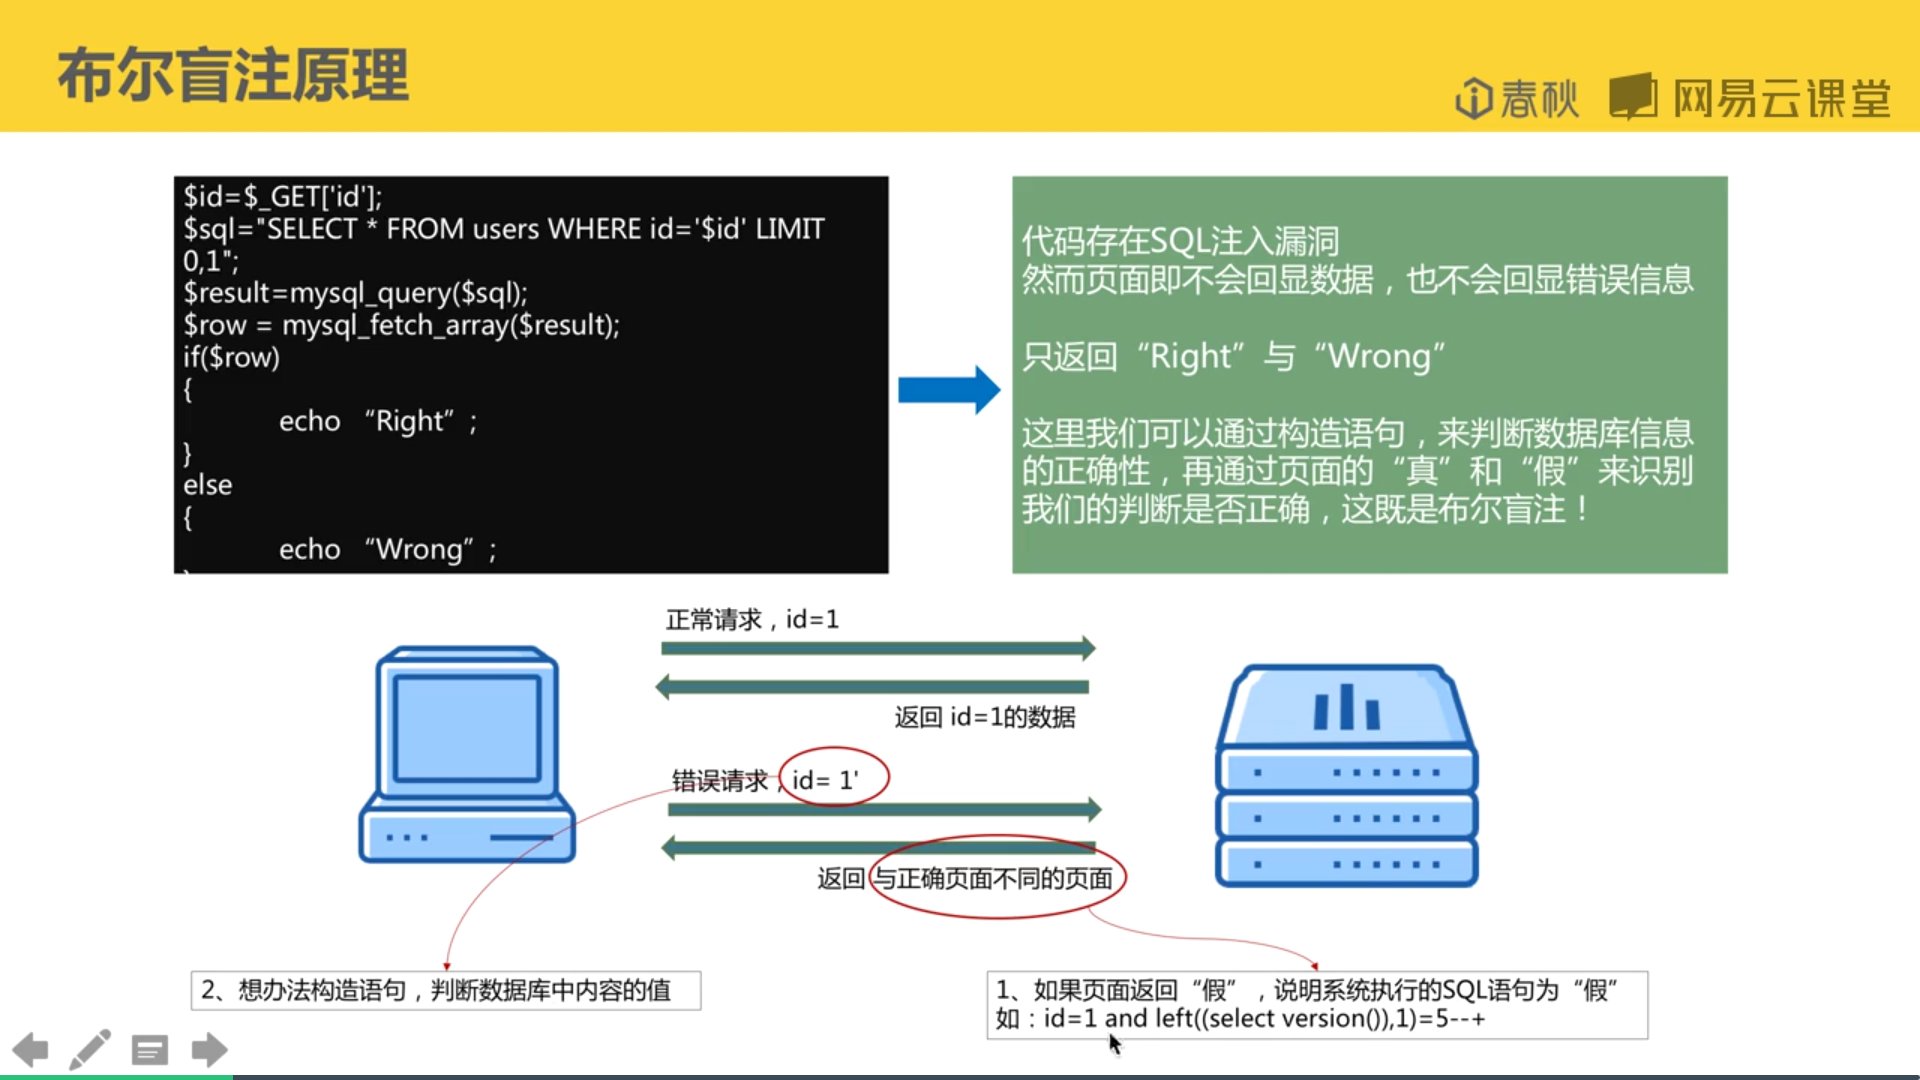 布尔盲注原理
春秋 网易云课堂
$id=$_GET['id'];
$sql="SELECT * FROM users WHERE id='$id' LIMIT
0,1";
$result=mysql_query($sql);
$row = mysql_fetch_array($result);
if($row)
{
echo “Right” ;
}
else
{
echo “Wrong” ;
代码存在SQL注入漏洞
然而页面即不会回显数据，也不会回显错误信息
只返回“Right”与“Wrong”
这里我们可以通过构造语句，来判断数据库信息
的正确性，再通过页面的“真”和“假”来识别
我们的判断是否正确，这既是布尔盲注！
正常请求，id=1
返回 id=1的数据
错误请求，id= 1'
返回 与正确页面不同的页面
2、想办法构造语句，判断数据库中内容的值
1、如果页面返回“假”，说明系统执行的SQL语句为“假”
如：id=1 and left((select version()),1)=5--+